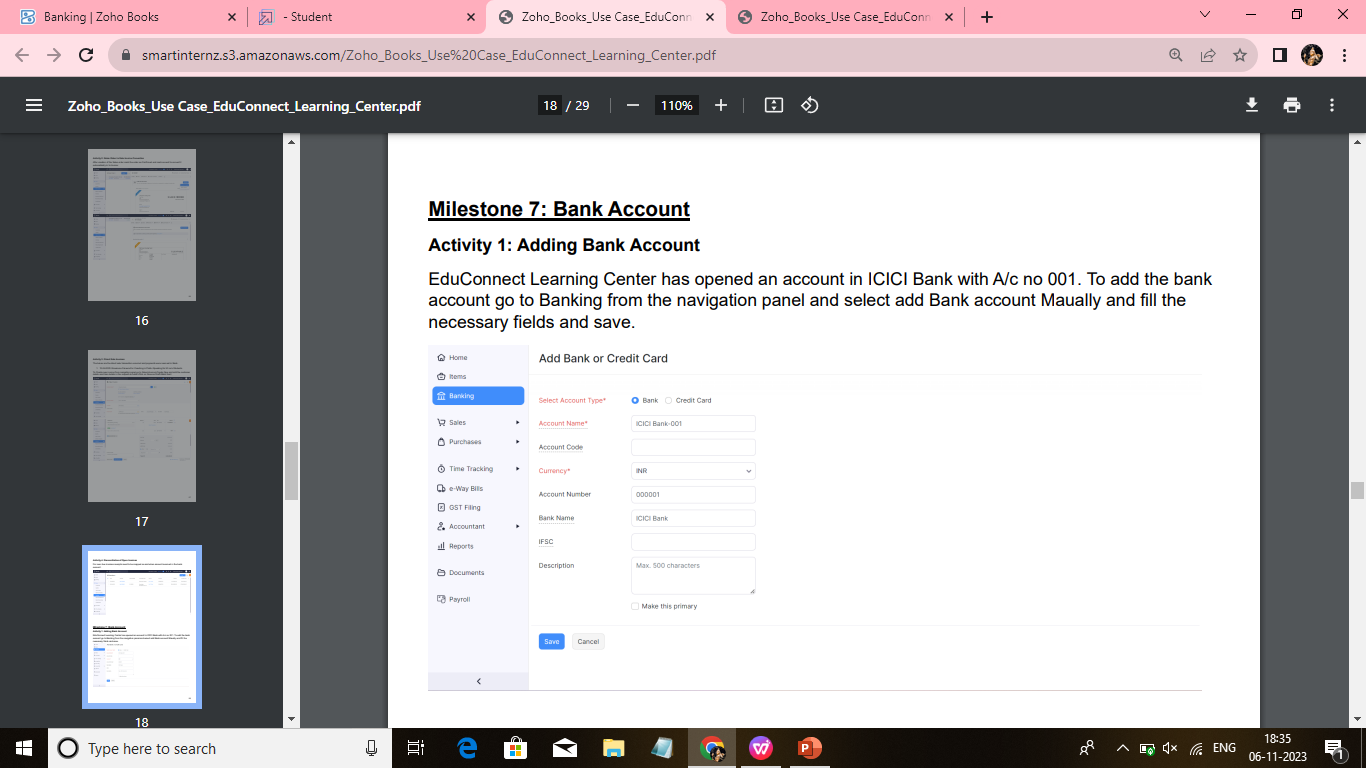 Banking | Zoho Books
- Student
Zoho_Books_Use Case_EduConn
Zoho_Books_Use Case_EduConn
smartinternz.s3.amazonaws.com/Zoho_Books_Use%20Case_EduConnect_Learning_Center.pdf
Zoho_Books_Use Case_EduConnect_Learning_Center.pdf
18 / 29
110%
16
17
18
Milestone 7: Bank Account
Activity 1: Adding Bank Account
EduConnect Learning Center has opened an account in ICICI Bank with A/c no 001. To add the bank
account go to Banking from the navigation panel and select add Bank account Maually and fill the
necessary fields and save.
Home
Items
Banking
Sales
Purchases
Time Tracking
e-Way Bills
GST Filing
Accountant
Reports
Documents
Payroll
Add Bank or Credit Card
Select Account Type* Bank Credit Card
Account Name* ICICI Bank-001
Account Code
Currency* INR
Account Number 000001
Bank Name ICICI Bank
IFSC
Description Max. 500 characters
Make this primary
Save Cancel
Type here to search
ENG
18:35
06-11-2023
1